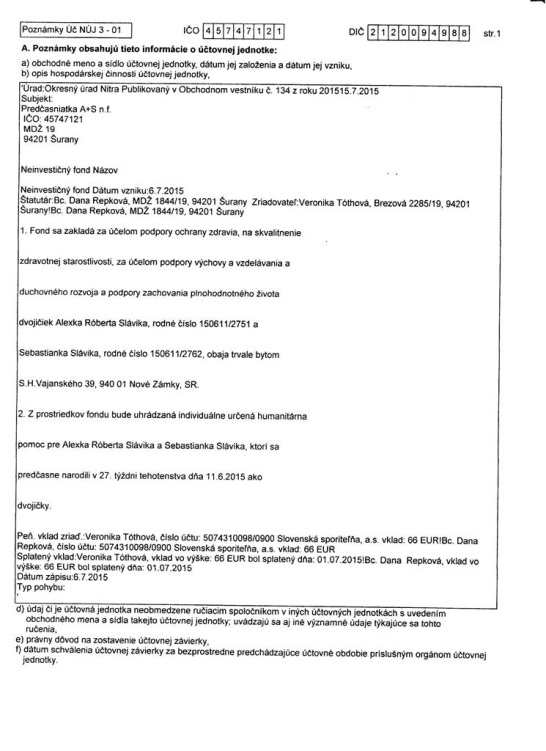 Poznámky Úč NÚJ 3 - 01 IČO 4 5 7 4 7 1 2 1 DIČ 2 1 2 0 0 9 4 9 8 8 str.1
A. Poznámky obsahujú tieto informácie o účtovnej jednotke:
a) obchodné meno a sídlo účtovnej jednotky, dátum jej založenia a dátum jej vzniku,
b) opis hospodárskej činnosti účtovnej jednotky,
'Úrad:Okresný úrad Nitra Publikovaný v Obchodnom vestníku č. 134 z roku 201515.7.2015
Subjekt:
Predčasniatka A+S n.f.
IČO: 45747121
MDŽ 19
94201 Šurany
Neinvestičný fond Názov
Neinvestičný fond Dátum vzniku:6.7.2015
Štatutár:Bc. Dana Repková, MDŽ 1844/19, 94201 Šurany Zriadovateľ:Veronika Tóthová, Brezová 2285/19, 94201
Šurany!Bc. Dana Repková, MDŽ 1844/19, 94201 Šurany
1. Fond sa zakladá za účelom podpory ochrany zdravia, na skvalitnenie
zdravotnej starostlivosti, za účelom podpory výchovy a vzdelávania a
duchovného rozvoja a podpory zachovania plnohodnotného života
dvojičiek Alexka Róberta Slávika, rodné číslo 150611/2751 a
Sebastianka Slávika, rodné číslo 150611/2762, obaja trvale bytom
S.H.Vajanského 39, 940 01 Nové Zámky, SR.
2. Z prostriedkov fondu bude uhrádzaná individuálne určená humanitárna
pomoc pre Alexka Róberta Slávika a Sebastianka Slávika, ktorí sa
predčasne narodili v 27. týždni tehotenstva dňa 11.6.2015 ako
dvojičky.
Peň. vklad zriaď.:Veronika Tóthová, číslo účtu: 5074310098/0900 Slovenská sporiteľňa, a.s. vklad: 66 EUR!Bc. Dana
Repková, číslo účtu: 5074310098/0900 Slovenská sporiteľňa, a.s. vklad: 66 EUR
Splatený vklad:Veronika Tóthová, vklad vo výške: 66 EUR bol splatený dňa: 01.07.2015!Bc. Dana Repková, vklad vo
výške: 66 EUR bol splatený dňa: 01.07.2015
Dátum zápisu:6.7.2015
Typ pohybu:
'
d) údaj či je účtovná jednotka neobmedzene ručiacim spoločníkom v iných účtovných jednotkách s uvedením
obchodného mena a sídla takejto účtovnej jednotky; uvádzajú sa aj iné významné údaje týkajúce sa tohto
ručenia,
e) právny dôvod na zostavenie účtovnej závierky,
f) dátum schválenia účtovnej závierky za bezprostredne predchádzajúce účtovné obdobie príslušným orgánom účtovnej
jednotky.